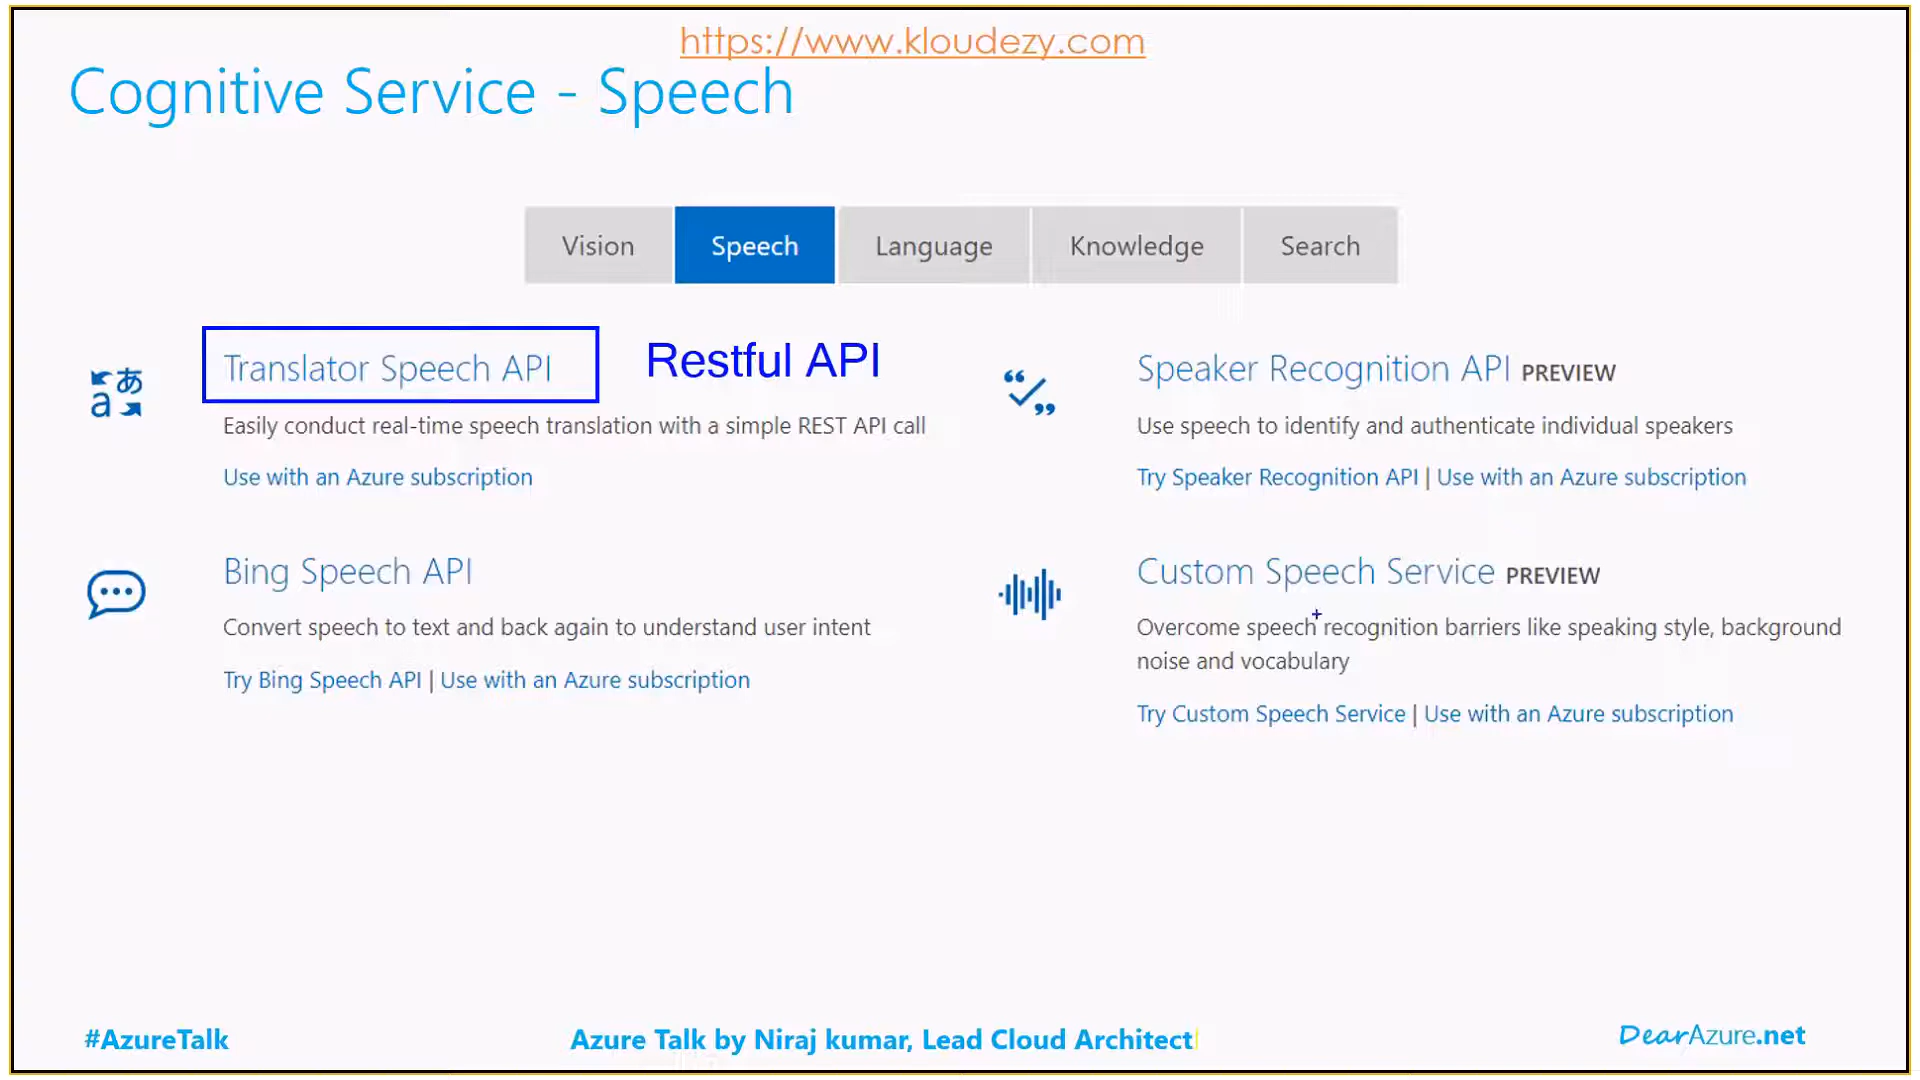 https://www.kloudezy.com
Cognitive Service - Speech
Vision
Speech
Language
Knowledge
Search
Translator Speech API
Restful API
Easily conduct real-time speech translation with a simple REST API call
Use with an Azure subscription
Speaker Recognition API PREVIEW
Use speech to identify and authenticate individual speakers
Try Speaker Recognition API | Use with an Azure subscription
Bing Speech API
Convert speech to text and back again to understand user intent
Try Bing Speech API | Use with an Azure subscription
Custom Speech Service PREVIEW
Overcome speech recognition barriers like speaking style, background
noise and vocabulary
Try Custom Speech Service | Use with an Azure subscription
#AzureTalk
Azure Talk by Niraj kumar, Lead Cloud Architect
DearAzure.net